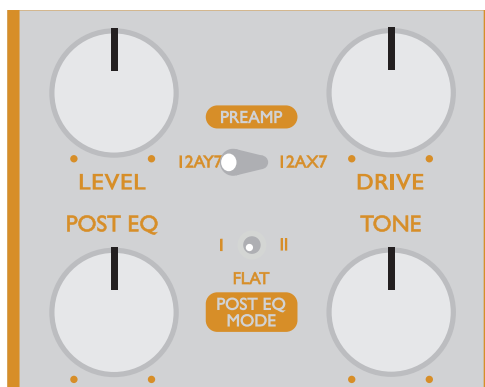 PREAMP
12AY7 12AX7
LEVEL DRIVE
POST EQ TONE
I II
FLAT
POST EQ
MODE